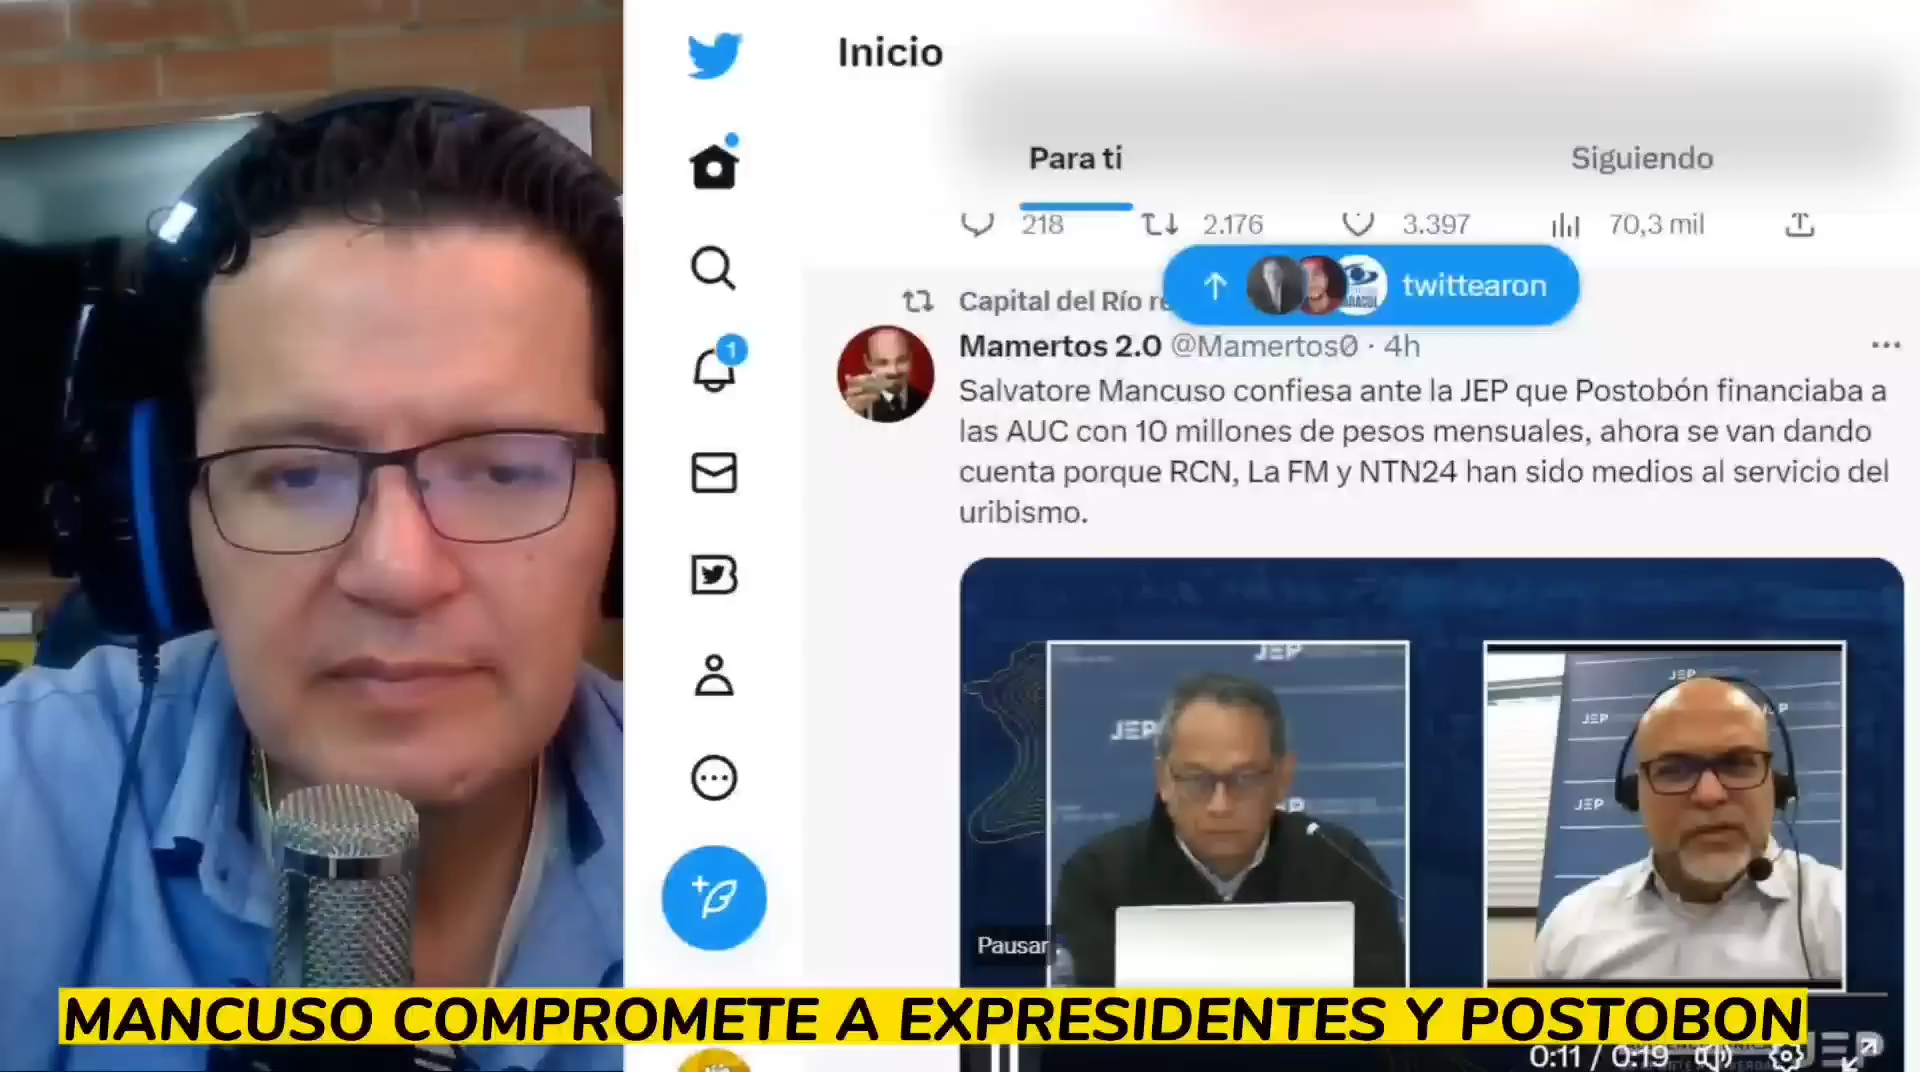 Inicio
Para ti
Siguiendo
218
2.176
3.397
70,3 mil
twittearon
Capital del Río
Mamertos 2.0 @Mamertos0 · 4h
Salvatore Mancuso confiesa ante la JEP que Postobón financiaba a
las AUC con 10 millones de pesos mensuales, ahora se van dando
cuenta porque RCN, La FM y NTN24 han sido medios al servicio del
uribismo.
1
JEP
JEP
JEP
JEP
JEP
Pausar
MANCUSO COMPROMETE A EXPRESIDENTES Y POSTOBON
0:11 / 0:19
JEP